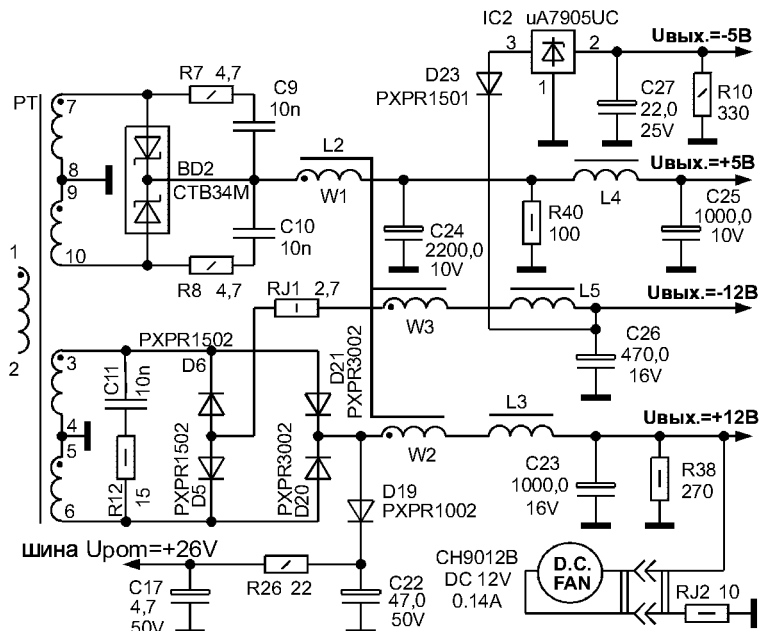 IC2 uA7905UC
Uвых.=-5В
3
2
1
D23
PXPR1501
C27
22,0
25V
R10
330
PT
7
R7 4,7
C9
10n
8
9
BD2
CTB34M
L2
W1
Uвых.=+5В
L4
C25
1000,0
10V
C10
10n
C24
2200,0
10V
R40
100
10
R8 4,7
1
2
RJ1 2,7
W3
L5
Uвых.=-12В
C26
470,0
16V
PXPR1502
D6
D21
PXPR3002
3
C11
10n
4
5
L3
Uвых.=+12В
W2
PXPR1502
D5
PXPR3002
D20
R12
15
6
D19
PXPR1002
C23
1000,0
16V
R38
270
шина Upom=+26V
R26 22
C17
4,7
50V
C22
47,0
50V
CH9012B
DC 12V
0.14A
D.C.
FAN
RJ2 10